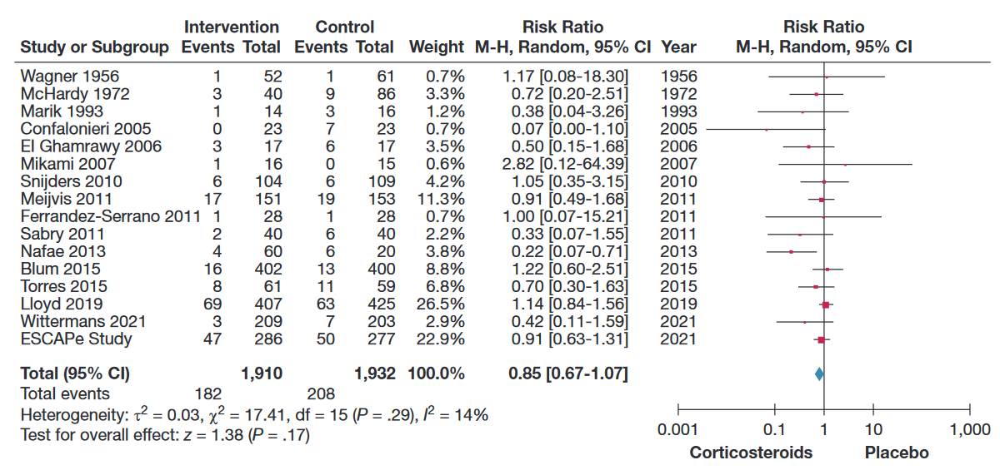 Intervention Control Risk Ratio Risk Ratio
Study or Subgroup Events Total Events Total Weight M-H, Random, 95% CI Year M-H, Random, 95% CI
Wagner 1956 1 52 1 61 0.7% 1.17 [0.08-18.30] 1956
McHardy 1972 3 40 9 86 3.3% 0.72 [0.20-2.51] 1972
Marik 1993 1 14 3 16 1.2% 0.38 [0.04-3.26] 1993
Confalonieri 2005 0 23 7 23 0.7% 0.07 [0.00-1.10] 2005
El Ghamrawy 2006 3 17 6 17 3.5% 0.50 [0.15-1.68] 2006
Mikami 2007 1 16 0 15 0.6% 2.82 [0.12-64.39] 2007
Snijders 2010 6 104 6 109 4.2% 1.05 [0.35-3.15] 2010
Meijvis 2011 17 151 19 153 11.3% 0.91 [0.49-1.68] 2011
Ferrandez-Serrano 2011 1 28 1 28 0.7% 1.00 [0.07-15.21] 2011
Sabry 2011 2 40 6 40 2.2% 0.33 [0.07-1.55] 2011
Nafae 2013 4 60 6 20 3.8% 0.22 [0.07-0.71] 2013
Blum 2015 16 402 13 400 8.8% 1.22 [0.60-2.51] 2015
Torres 2015 8 61 11 59 6.8% 0.70 [0.30-1.63] 2015
Lloyd 2019 69 407 63 425 26.5% 1.14 [0.84-1.56] 2019
Wittermans 2021 3 209 7 203 2.9% 0.42 [0.11-1.59] 2021
ESCAPe Study 47 286 50 277 22.9% 0.91 [0.63-1.31] 2021
Total (95% CI) 1,910 1,932 100.0% 0.85 [0.67-1.07]
Total events 182 208
Heterogeneity: τ² = 0.03, χ² = 17.41, df = 15 (P = .29), I² = 14%
Test for overall effect: z = 1.38 (P = .17)
0.001 0.1 1 10 1,000
Corticosteroids Placebo